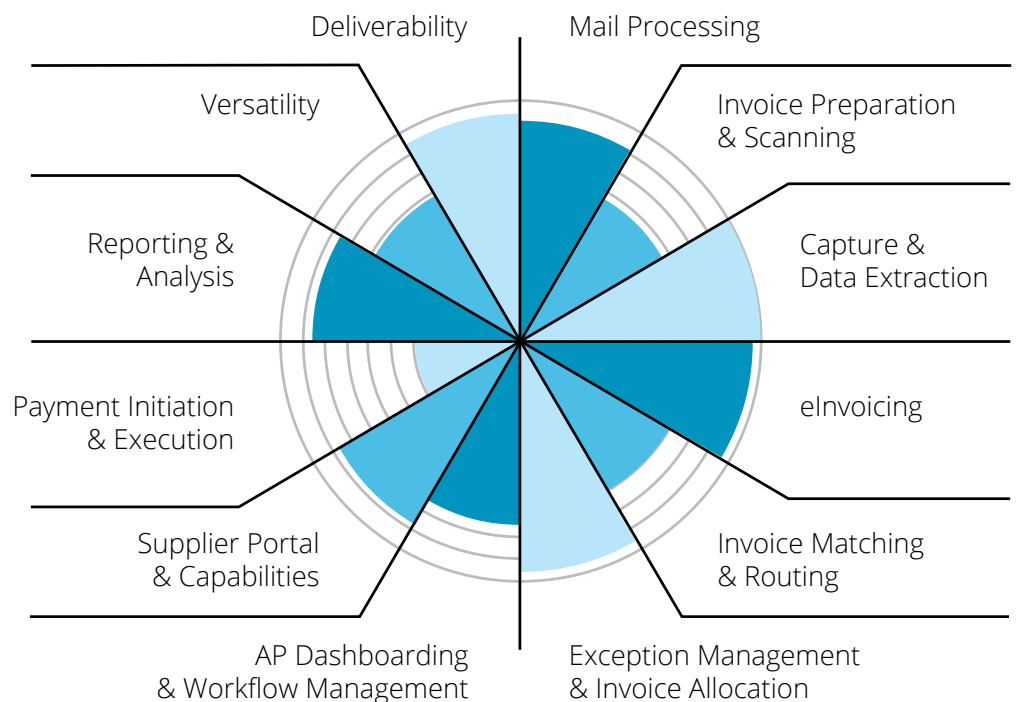 Deliverability
Mail Processing
Versatility
Invoice Preparation
& Scanning
Reporting &
Analysis
Capture &
Data Extraction
Payment Initiation
& Execution
eInvoicing
Supplier Portal
& Capabilities
Invoice Matching
& Routing
AP Dashboarding
& Workflow Management
Exception Management
& Invoice Allocation